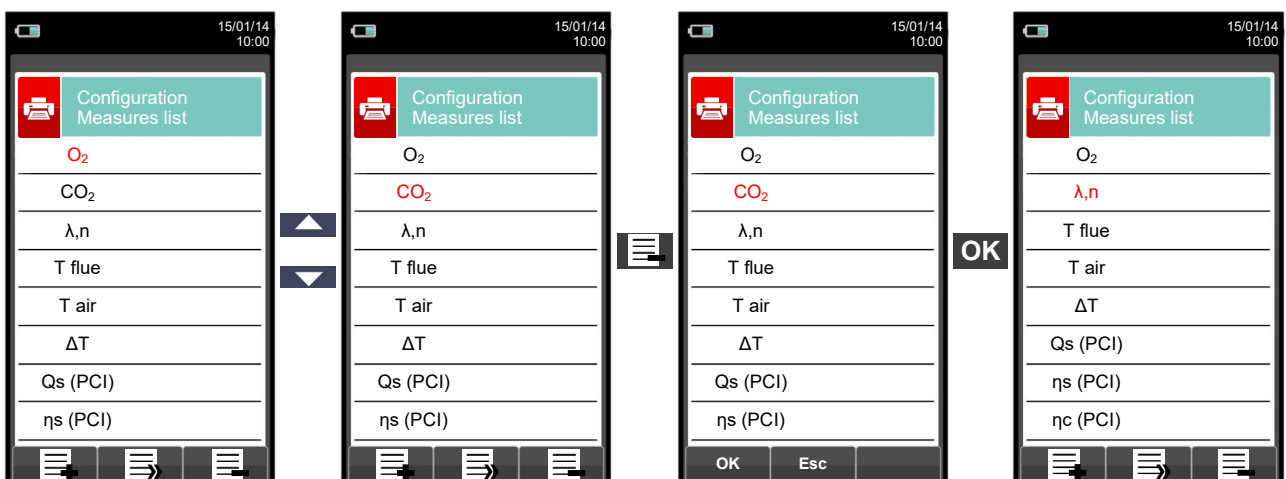 15/01/14
10:00
Configuration
Measures list
O₂
CO₂
λ,n
T flue
T air
ΔT
Qs (PCI)
ηs (PCI)
15/01/14
10:00
Configuration
Measures list
O₂
CO₂
λ,n
T flue
T air
ΔT
Qs (PCI)
ηs (PCI)
15/01/14
10:00
Configuration
Measures list
O₂
CO₂
λ,n
T flue
T air
ΔT
Qs (PCI)
ηs (PCI)
OK Esc
OK
15/01/14
10:00
Configuration
Measures list
O₂
λ,n
T flue
T air
ΔT
Qs (PCI)
ηs (PCI)
ηc (PCI)